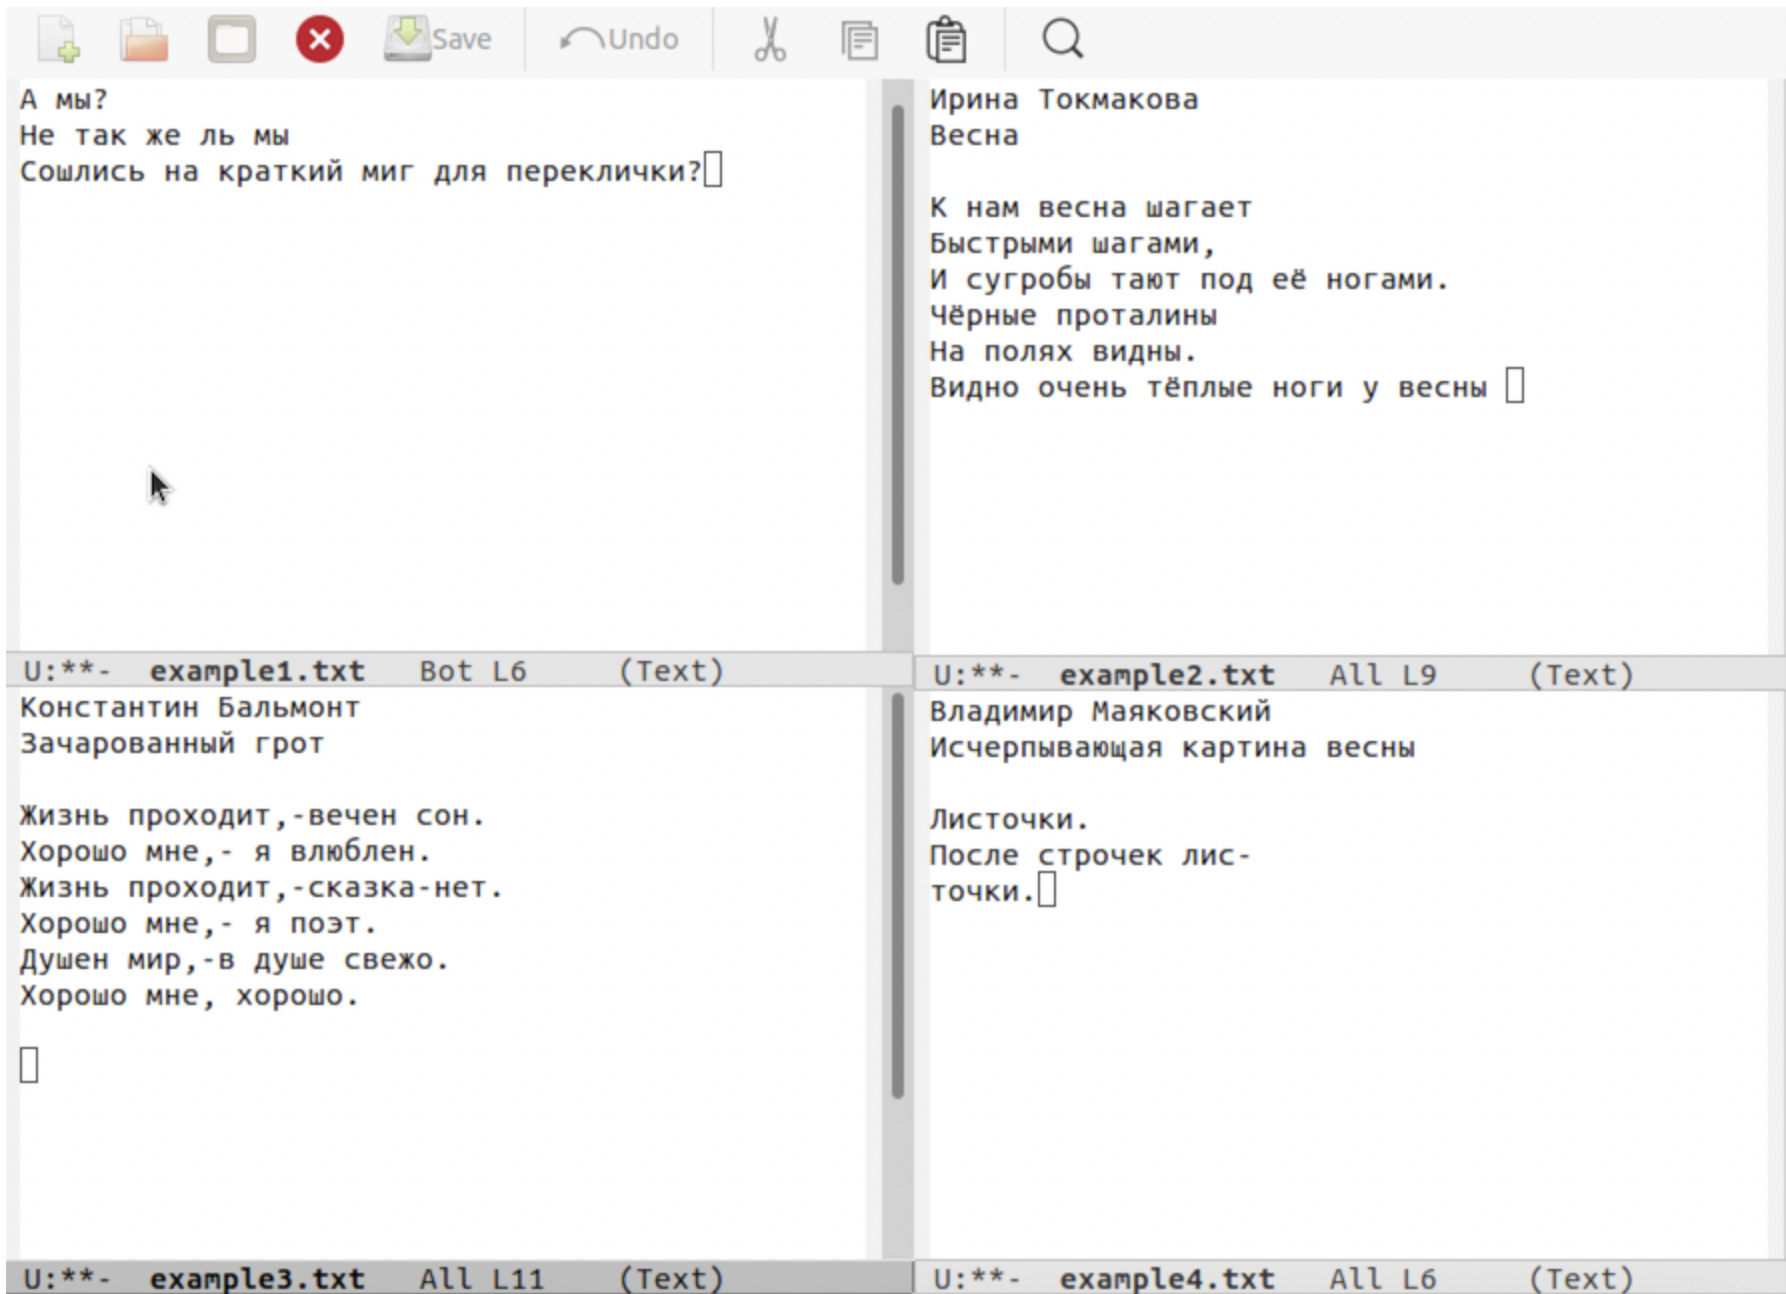 Save Undo
А мы?
Не так же ль мы
Сошлись на краткий миг для переклички?
U:**-  example1.txt   Bot L6     (Text)
Ирина Токмакова
Весна
К нам весна шагает
Быстрыми шагами,
И сугробы тают под её ногами.
Чёрные проталины
На полях видны.
Видно очень тёплые ноги у весны
U:**-  example2.txt   All L9     (Text)
Константин Бальмонт
Зачарованный грот
Жизнь проходит,-вечен сон.
Хорошо мне,- я влюблен.
Жизнь проходит,-сказка-нет.
Хорошо мне,- я поэт.
Душен мир,-в душе свежо.
Хорошо мне, хорошо.
U:**-  example3.txt   All L11    (Text)
Владимир Маяковский
Исчерпывающая картина весны
Листочки.
После строчек лис-
точки.
U:**-  example4.txt   All L6     (Text)